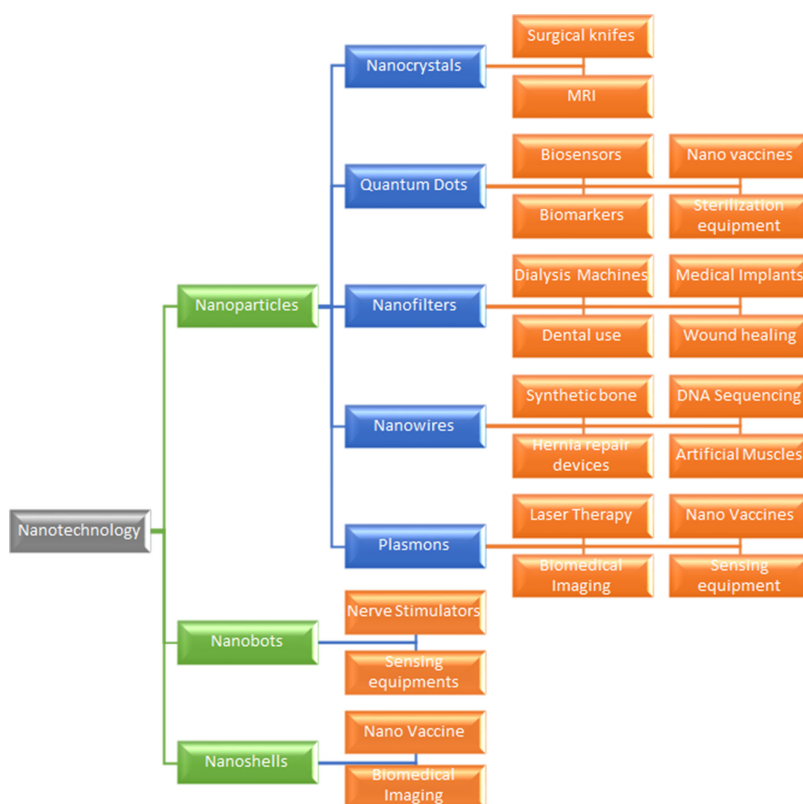 Surgical knifes
Nanocrystals
MRI
Biosensors
Nano vaccines
Quantum Dots
Biomarkers
Sterilization
equipment
Dialysis Machines
Medical Implants
Nanoparticles
Nanofilters
Dental use
Wound healing
Synthetic bone
DNA Sequencing
Nanowires
Hernia repair
devices
Artificial Muscles
Nanotechnology
Laser Therapy
Nano Vaccines
Plasmons
Biomedical
Imaging
Sensing
equipment
Nerve Stimulators
Nanobots
Sensing
equipments
Nano Vaccine
Nanoshells
Biomedical
Imaging